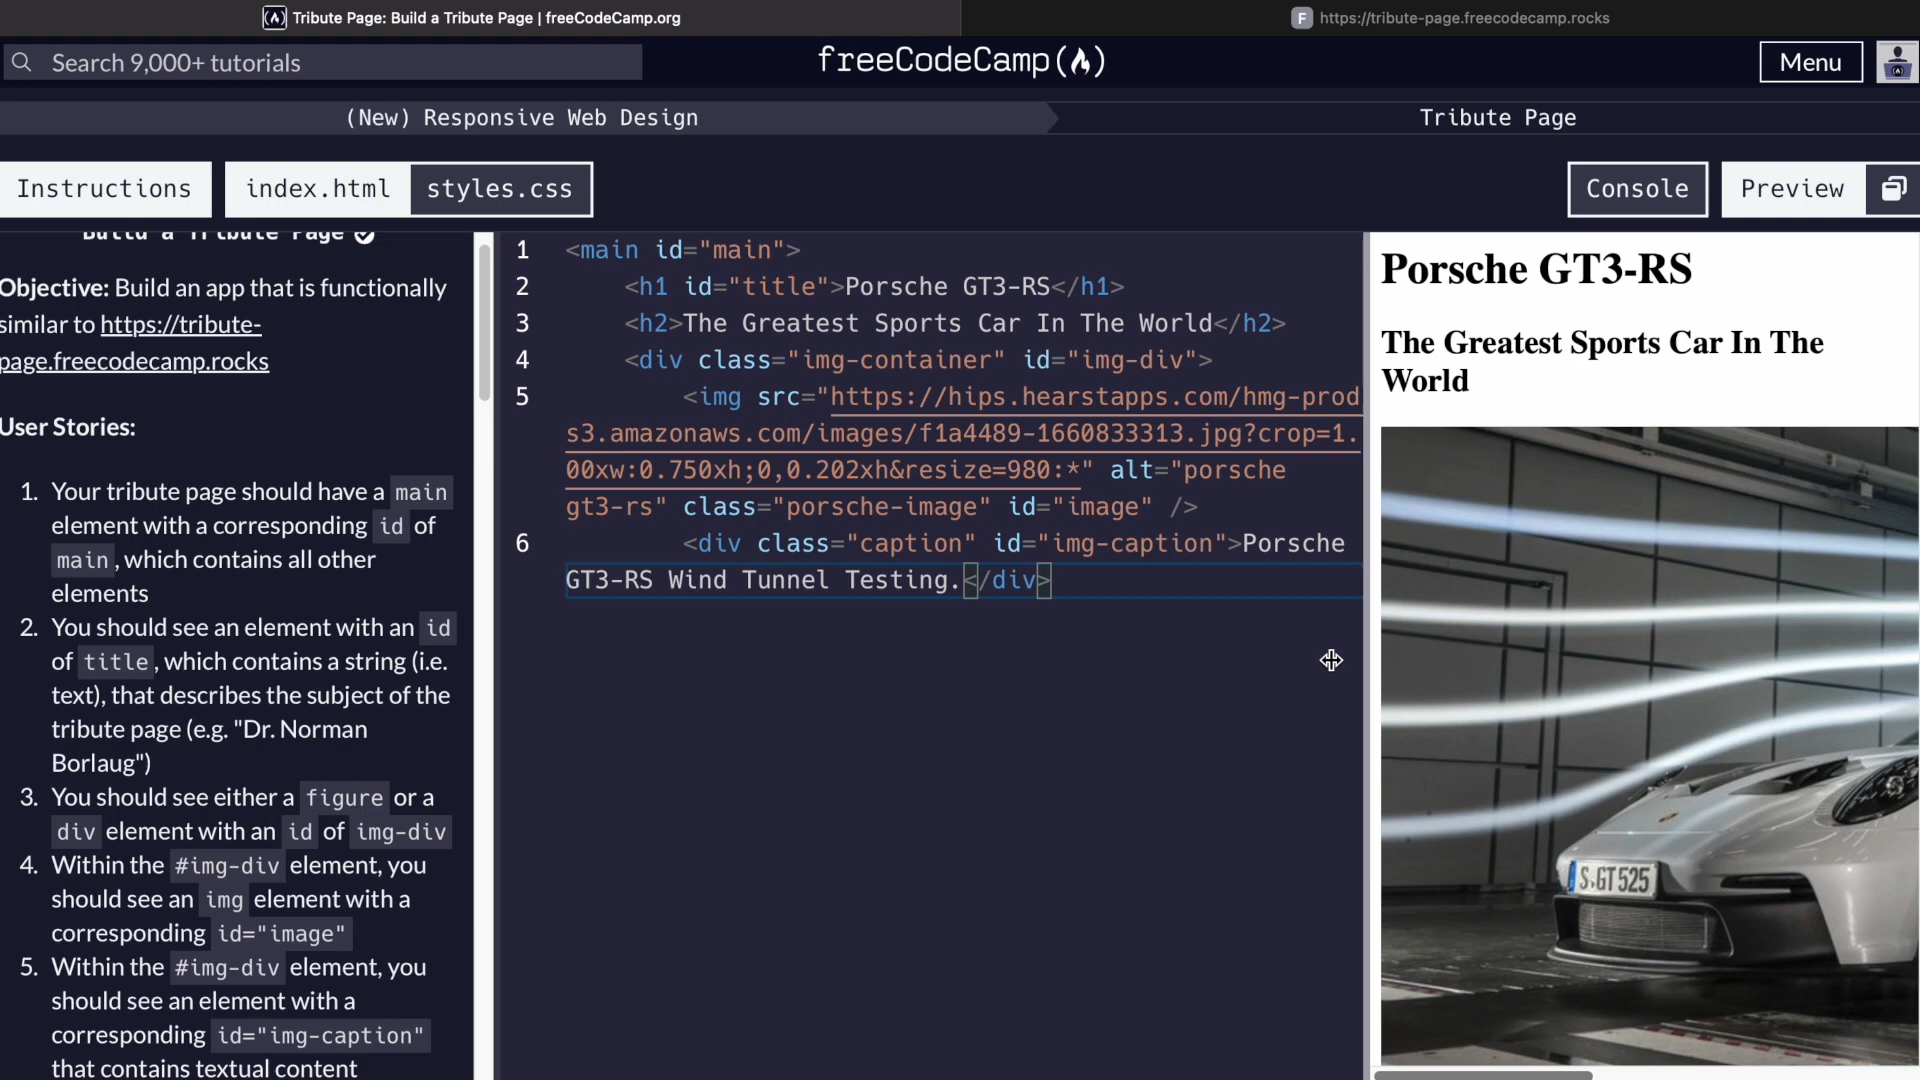 Tribute Page: Build a Tribute Page | freeCodeCamp.org
F https://tribute-page.freecodecamp.rocks
Search 9,000+ tutorials
freeCodeCamp
Menu
(New) Responsive Web Design
Tribute Page
Instructions
index.html
styles.css
Console
Preview
Build a Tribute Page
Objective: Build an app that is functionally
similar to https://tribute-
page.freecodecamp.rocks
User Stories:
1. Your tribute page should have a main
element with a corresponding id of
main, which contains all other
elements
2. You should see an element with an id
of title, which contains a string (i.e.
text), that describes the subject of the
tribute page (e.g. "Dr. Norman
Borlaug")
3. You should see either a figure or a
div element with an id of img-div
4. Within the #img-div element, you
should see an img element with a
corresponding id="image"
5. Within the #img-div element, you
should see an element with a
corresponding id="img-caption"
that contains textual content
1 <main id="main">
2 <h1 id="title">Porsche GT3-RS</h1>
3 <h2>The Greatest Sports Car In The World</h2>
4 <div class="img-container" id="img-div">
5 <img src="https://hips.hearstapps.com/hmg-prod
s3.amazonaws.com/images/f1a4489-1660833313.jpg?crop=1.
00xw:0.750xh;0,0.202xh&resize=980:*" alt="porsche
gt3-rs" class="porsche-image" id="image" />
6 <div class="caption" id="img-caption">Porsche
GT3-RS Wind Tunnel Testing.</div>
Porsche GT3-RS
The Greatest Sports Car In The
World
S GT 525